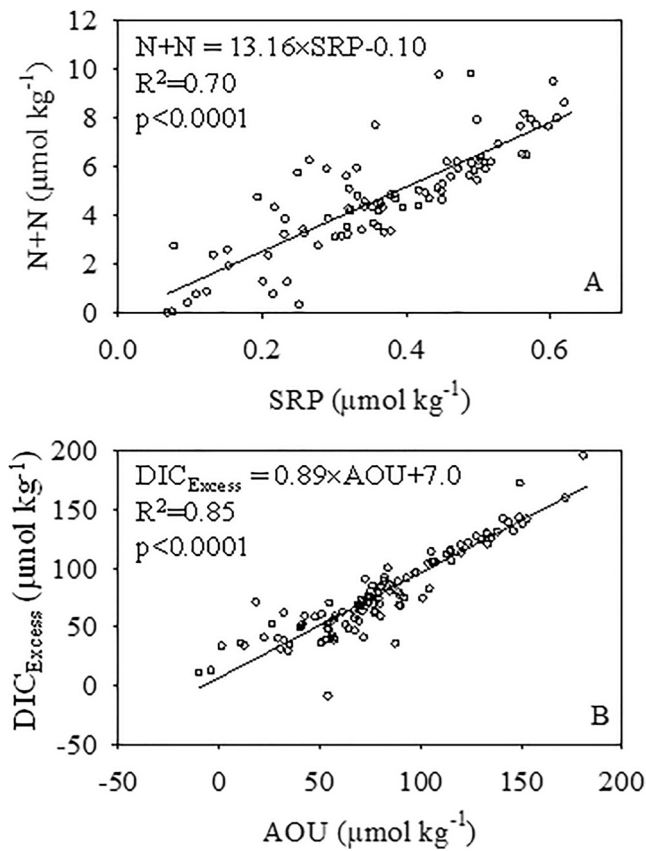 12
10
8
6
4
2
0
N+N (µmol kg⁻¹)
N+N = 13.16×SRP-0.10
R²=0.70
p<0.0001
A
0.0 0.2 0.4 0.6
SRP (µmol kg⁻¹)
200
150
100
50
0
-50
DIC_Excess (µmol kg⁻¹)
DIC_Excess = 0.89×AOU+7.0
R²=0.85
p<0.0001
B
-50 0 50 100 150 200
AOU (µmol kg⁻¹)